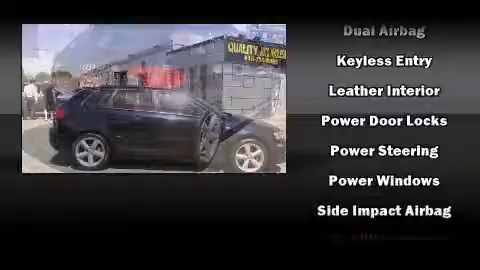 QUALITY
Dual Airbag
Keyless Entry
Leather Interior
Power Door Locks
Power Steering
Power Windows
Side Impact Airbag